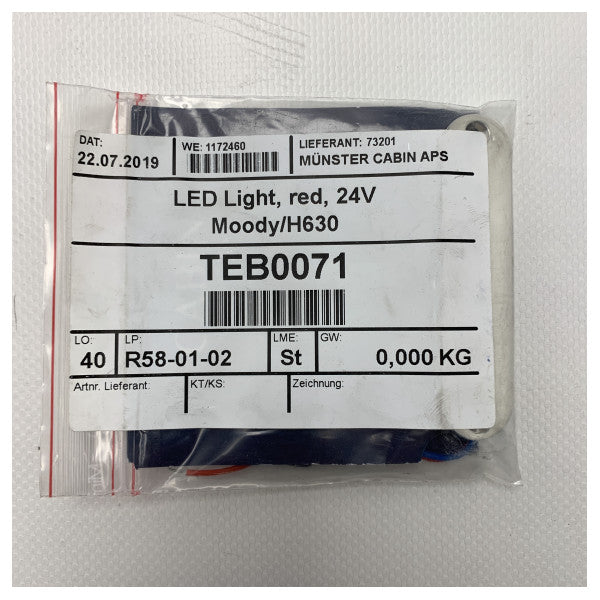 DAT:
22.07.2019
WE: 1172460
LIEFERANT: 73201
MÜNSTER CABIN APS
LED Light, red, 24V
Moody/H630
TEB0071
LO:
40
LP:
R58-01-02
LME:
St
GW:
0,000 KG
Artnr. Lieferant:
KT/KS:
Zeichnung: